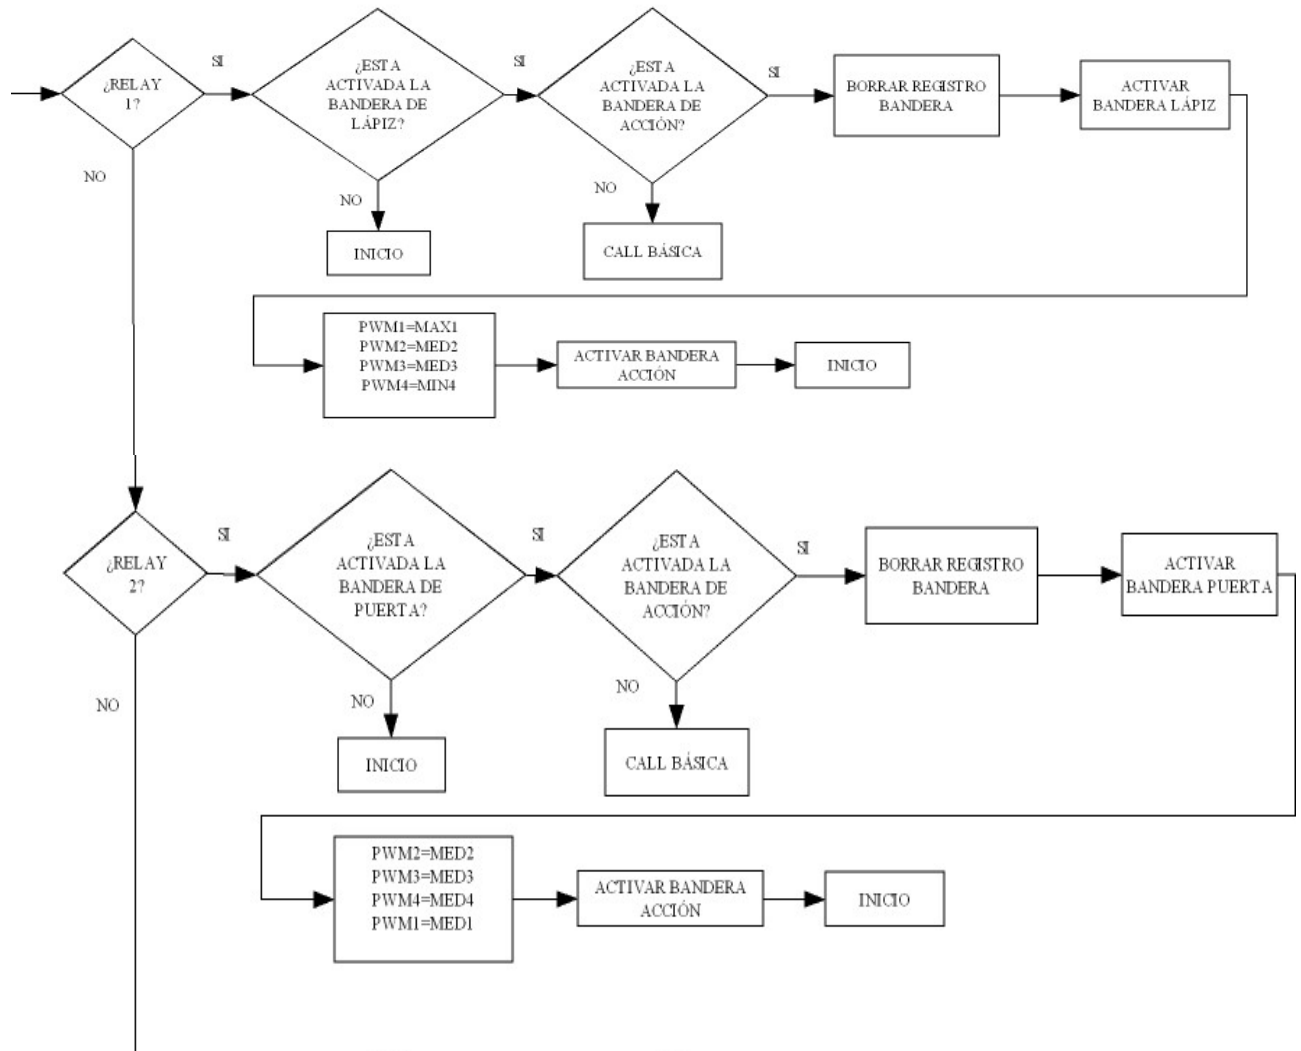 ¿RELAY
1?
SI
¿ESTA
ACTIVADA LA
BANDERA DE
LÁPIZ?
SI
¿ESTA
ACTIVADA LA
BANDERA DE
ACCIÓN?
SI
BORRAR REGISTRO
BANDERA
ACTIVAR
BANDERA LÁPIZ
NO
NO
INICIO
NO
CALL BÁSICA
PWM1=MAX1
PWM2=MED2
PWM3=MED3
PWM4=MIN4
ACTIVAR BANDERA
ACCIÓN
INICIO
¿RELAY
2?
SI
¿ESTA
ACTIVADA LA
BANDERA DE
PUERTA?
SI
¿ESTA
ACTIVADA LA
BANDERA DE
ACCIÓN?
SI
BORRAR REGISTRO
BANDERA
ACTIVAR
BANDERA PUERTA
NO
NO
INICIO
NO
CALL BÁSICA
PWM2=MED2
PWM3=MED3
PWM4=MED4
PWM1=MED1
ACTIVAR BANDERA
ACCIÓN
INICIO